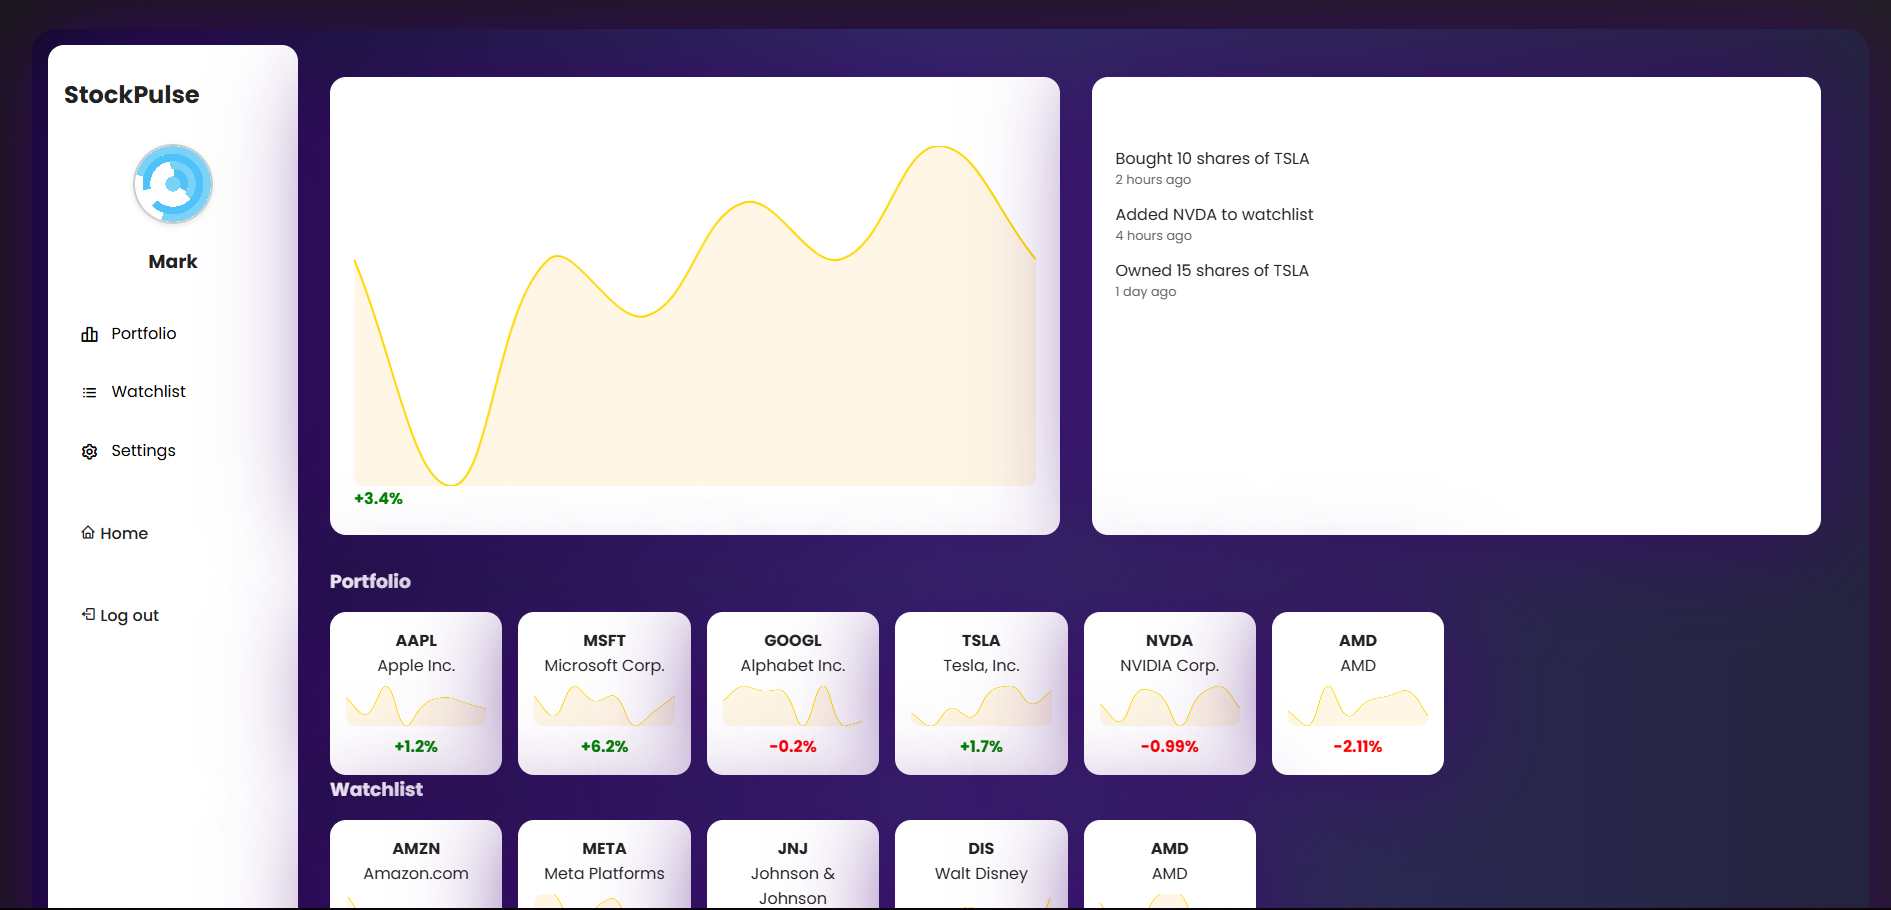 StockPulse
Mark
Portfolio
Watchlist
Settings
Home
Log out
+3.4%
Bought 10 shares of TSLA
2 hours ago
Added NVDA to watchlist
4 hours ago
Owned 15 shares of TSLA
1 day ago
Portfolio
AAPL
Apple Inc.
+1.2%
MSFT
Microsoft Corp.
+6.2%
GOOGL
Alphabet Inc.
-0.2%
TSLA
Tesla, Inc.
+1.7%
NVDA
NVIDIA Corp.
-0.99%
AMD
AMD
-2.11%
Watchlist
AMZN
Amazon.com
META
Meta Platforms
JNJ
Johnson &
Johnson
DIS
Walt Disney
AMD
AMD